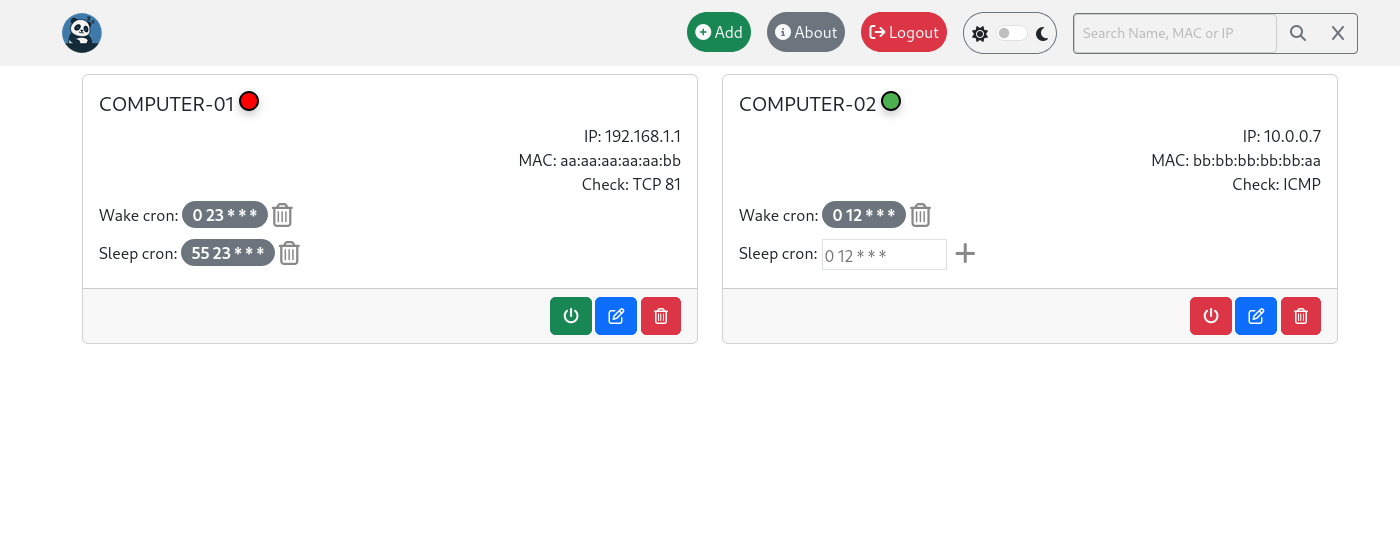 Add About Logout Search Name, MAC or IP
COMPUTER-01
IP: 192.168.1.1
MAC: aa:aa:aa:aa:aa:bb
Check: TCP 81
Wake cron: 0 23 * * *
Sleep cron: 55 23 * * *
COMPUTER-02
IP: 10.0.0.7
MAC: bb:bb:bb:bb:bb:aa
Check: ICMP
Wake cron: 0 12 * * *
Sleep cron: 0 12 * * *